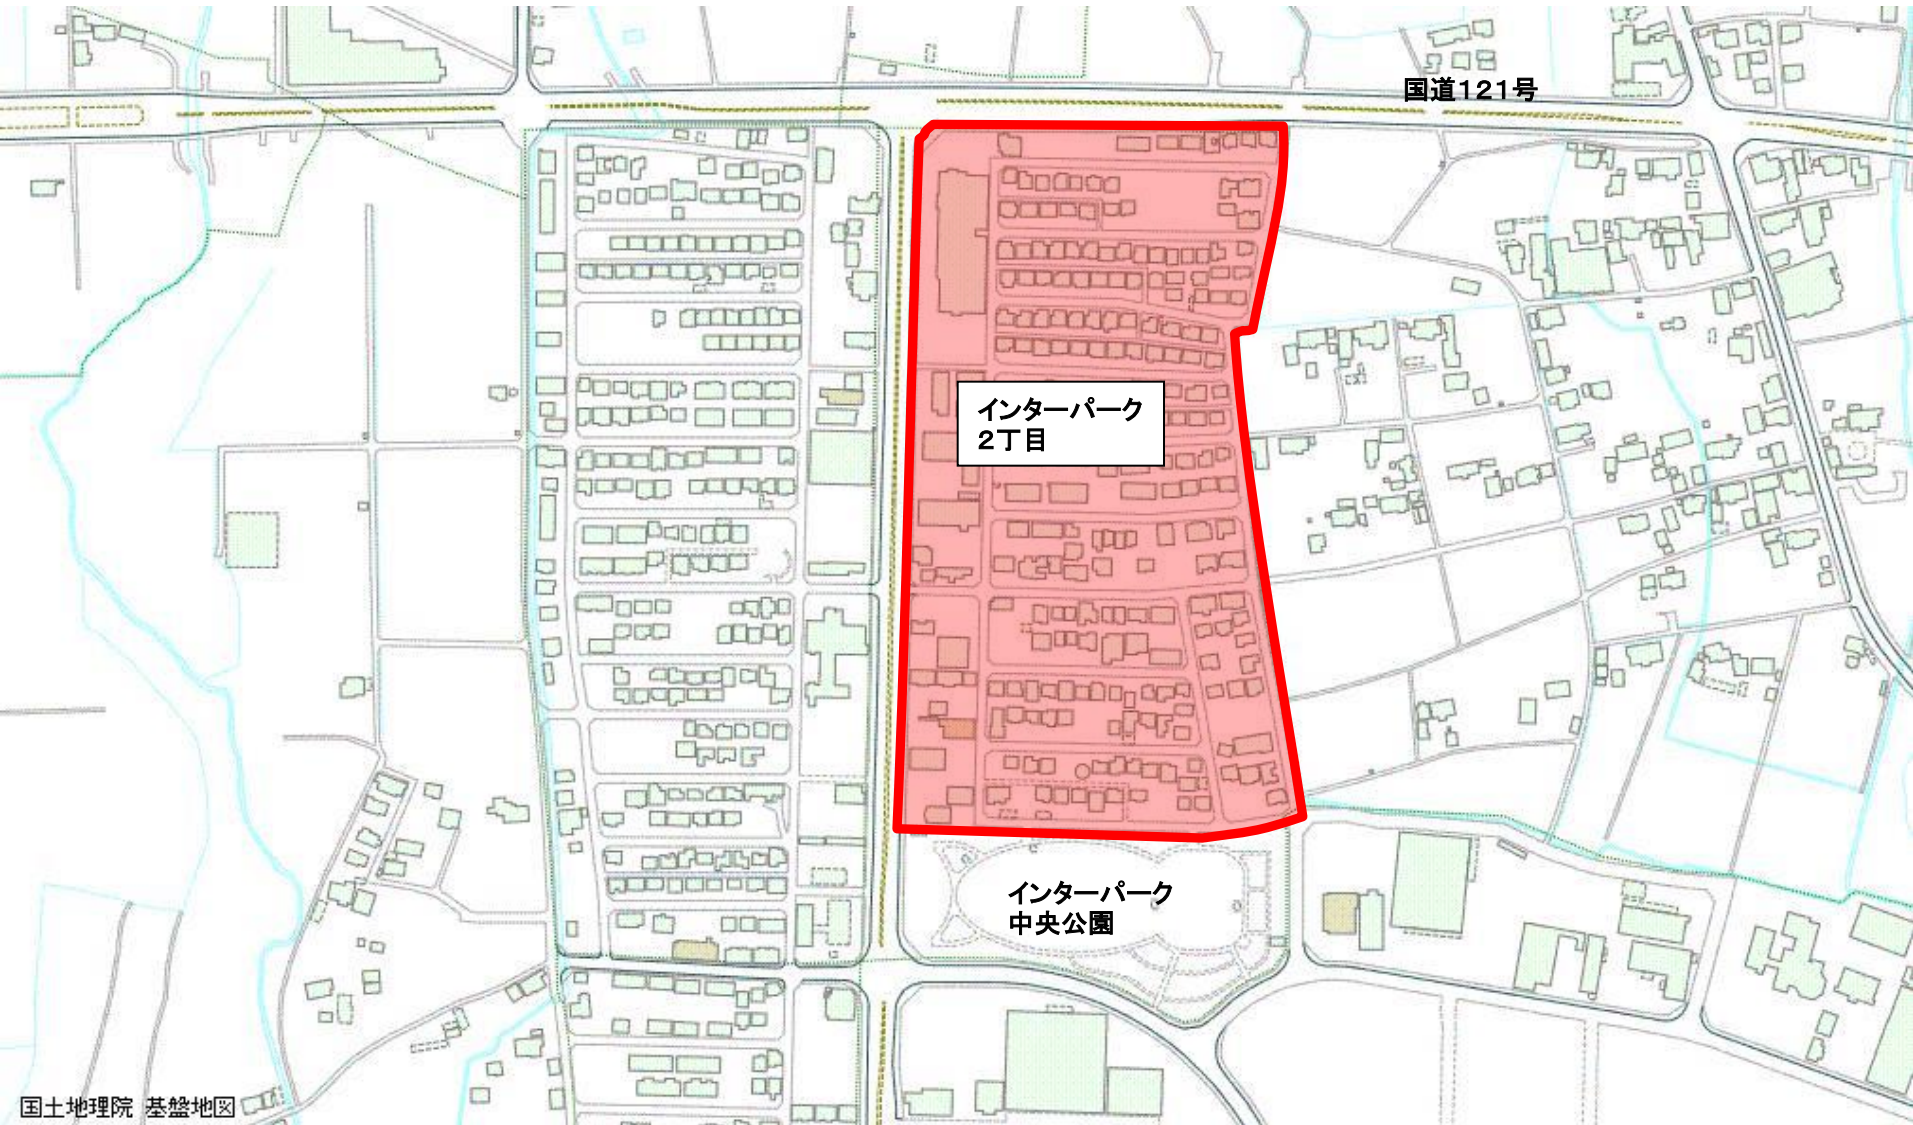 国道121号
インターパーク
2丁目
インターパーク
中央公園
国土地理院 基盤地図